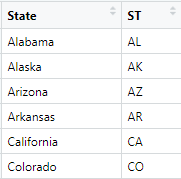 State ST
Alabama AL
Alaska AK
Arizona AZ
Arkansas AR
California CA
Colorado CO